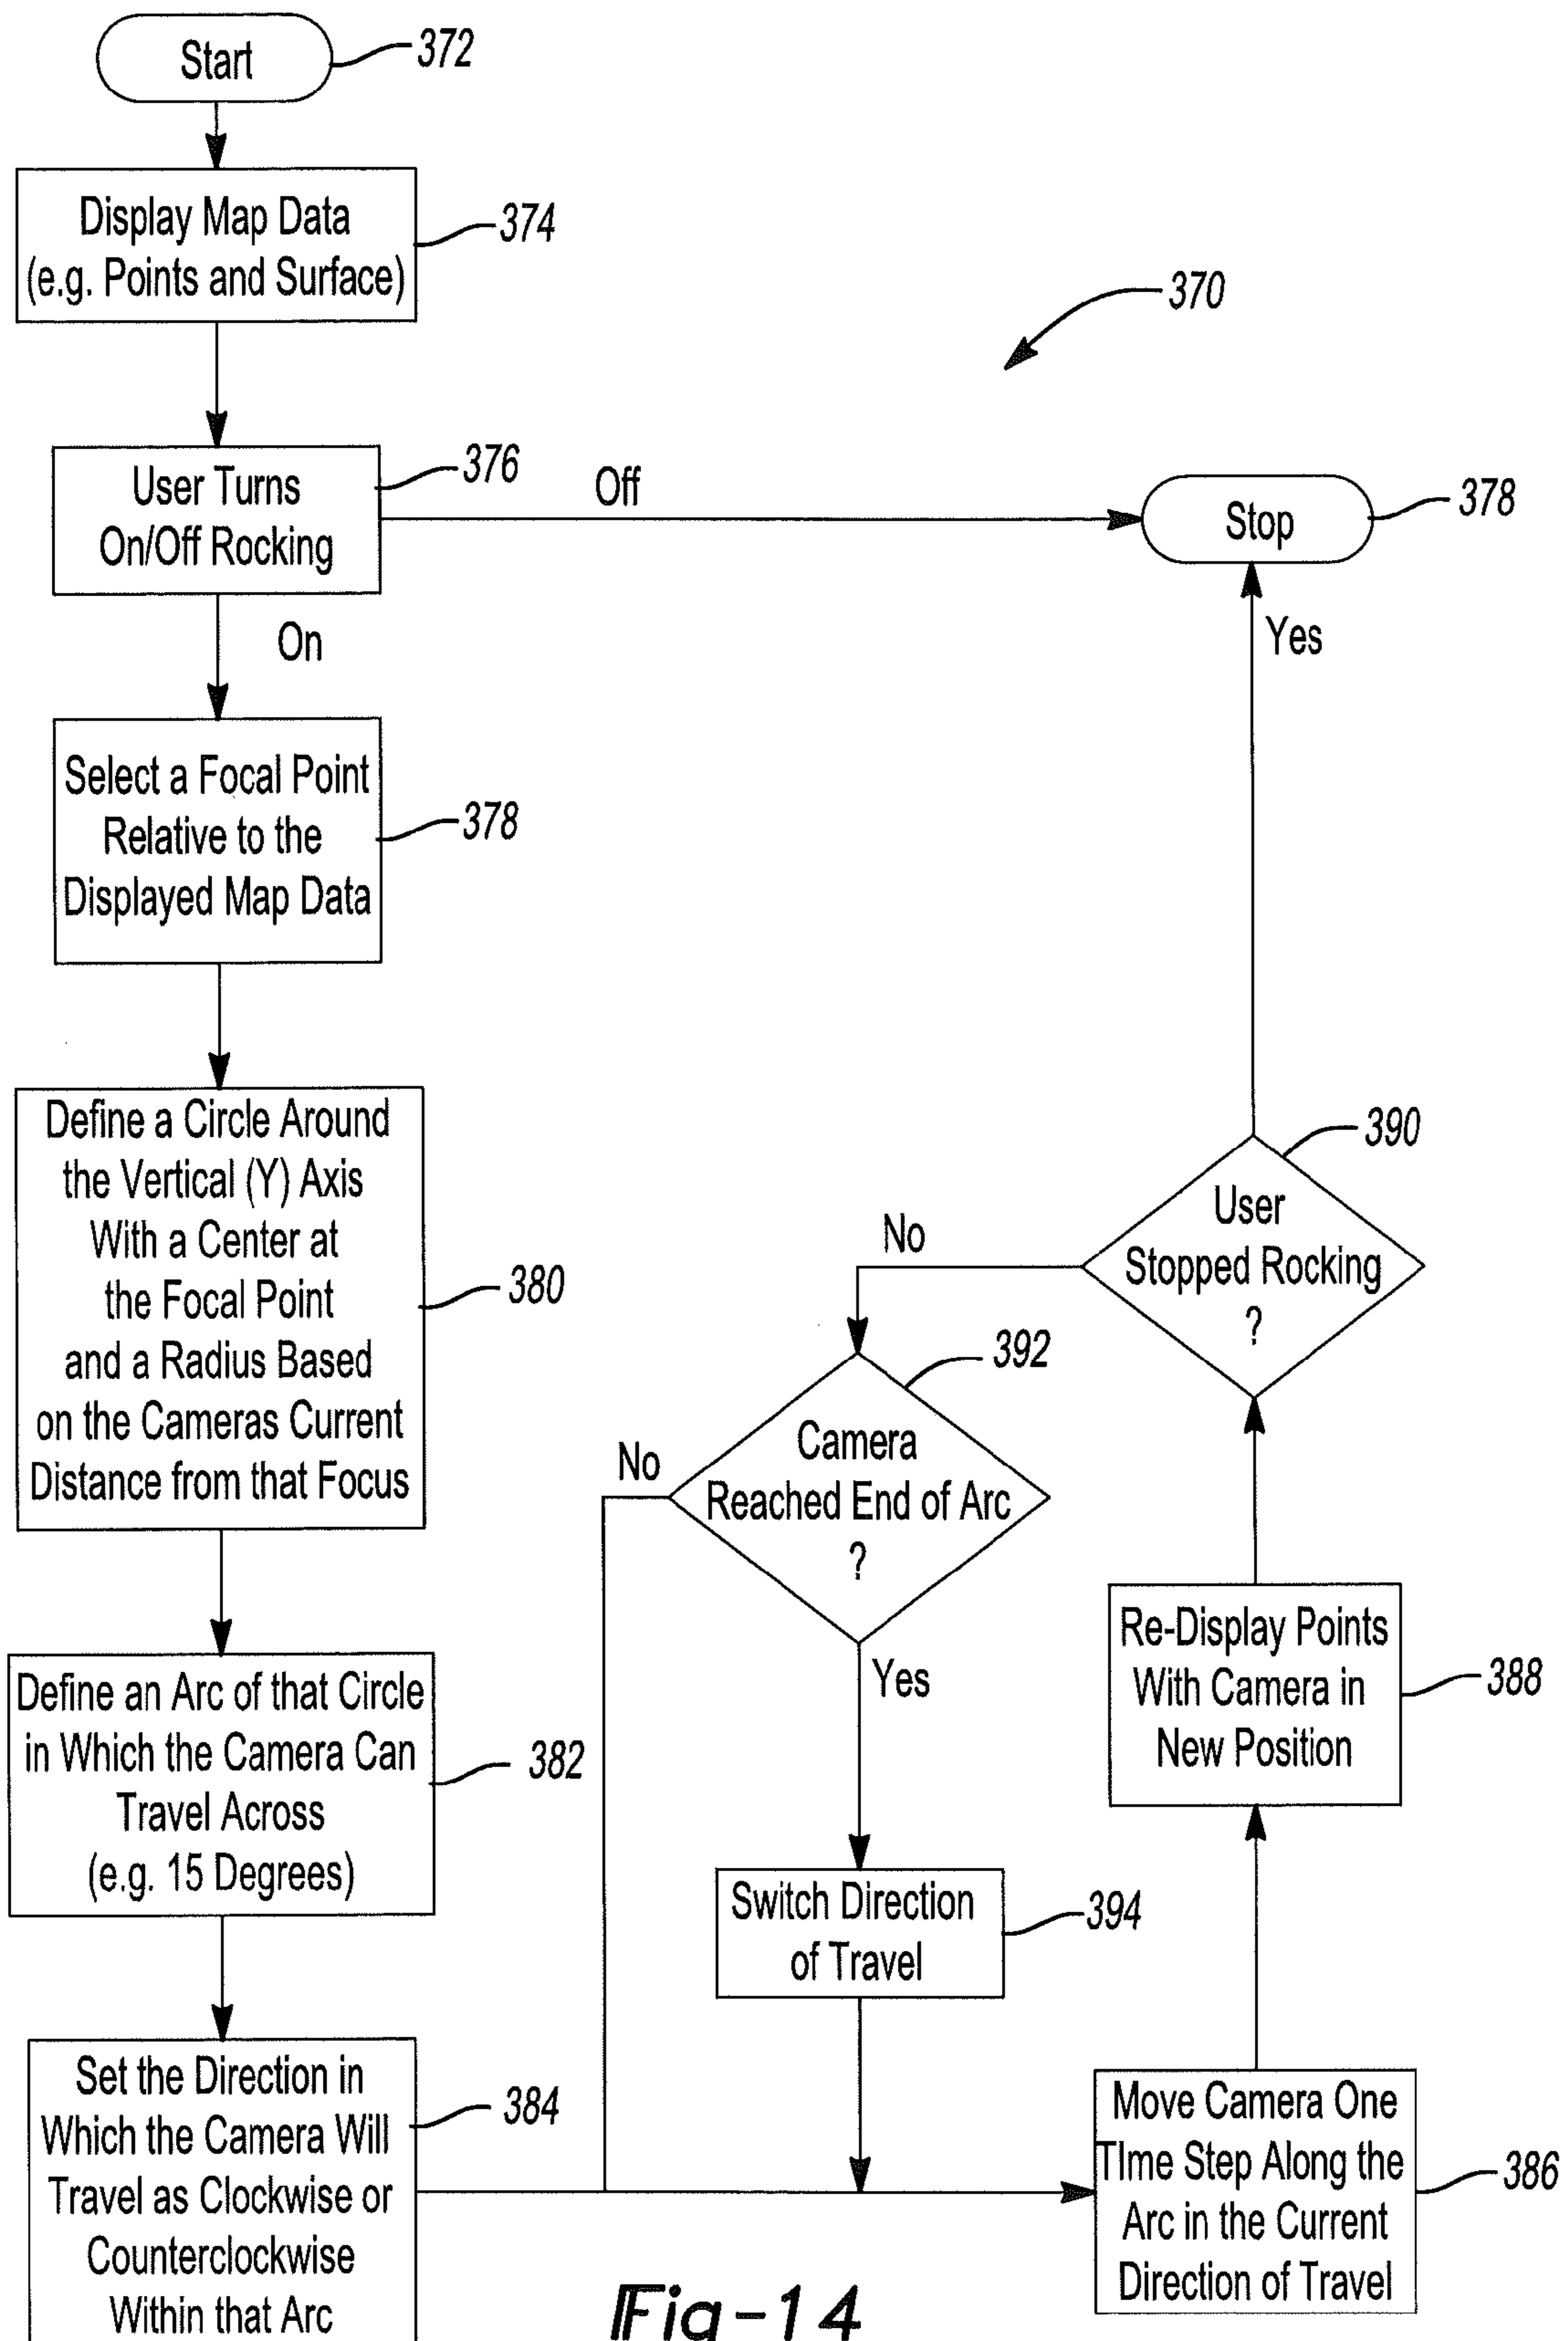 Start
372
Display Map Data
(e.g. Points and Surface)
374
370
User Turns
On/Off Rocking
376
Off
Stop
378
On
Yes
Select a Focal Point
Relative to the
Displayed Map Data
378
Define a Circle Around
the Vertical (Y) Axis
With a Center at
the Focal Point
and a Radius Based
on the Cameras Current
Distance from that Focus
380
User
Stopped Rocking
?
390
No
Camera
Reached End of Arc
?
392
No
Yes
Define an Arc of that Circle
in Which the Camera Can
Travel Across
(e.g. 15 Degrees)
382
Re-Display Points
With Camera in
New Position
388
Switch Direction
of Travel
394
Set the Direction in
Which the Camera Will
Travel as Clockwise or
Counterclockwise
Within that Arc
384
Move Camera One
TIme Step Along the
Arc in the Current
Direction of Travel
386
Fig-14